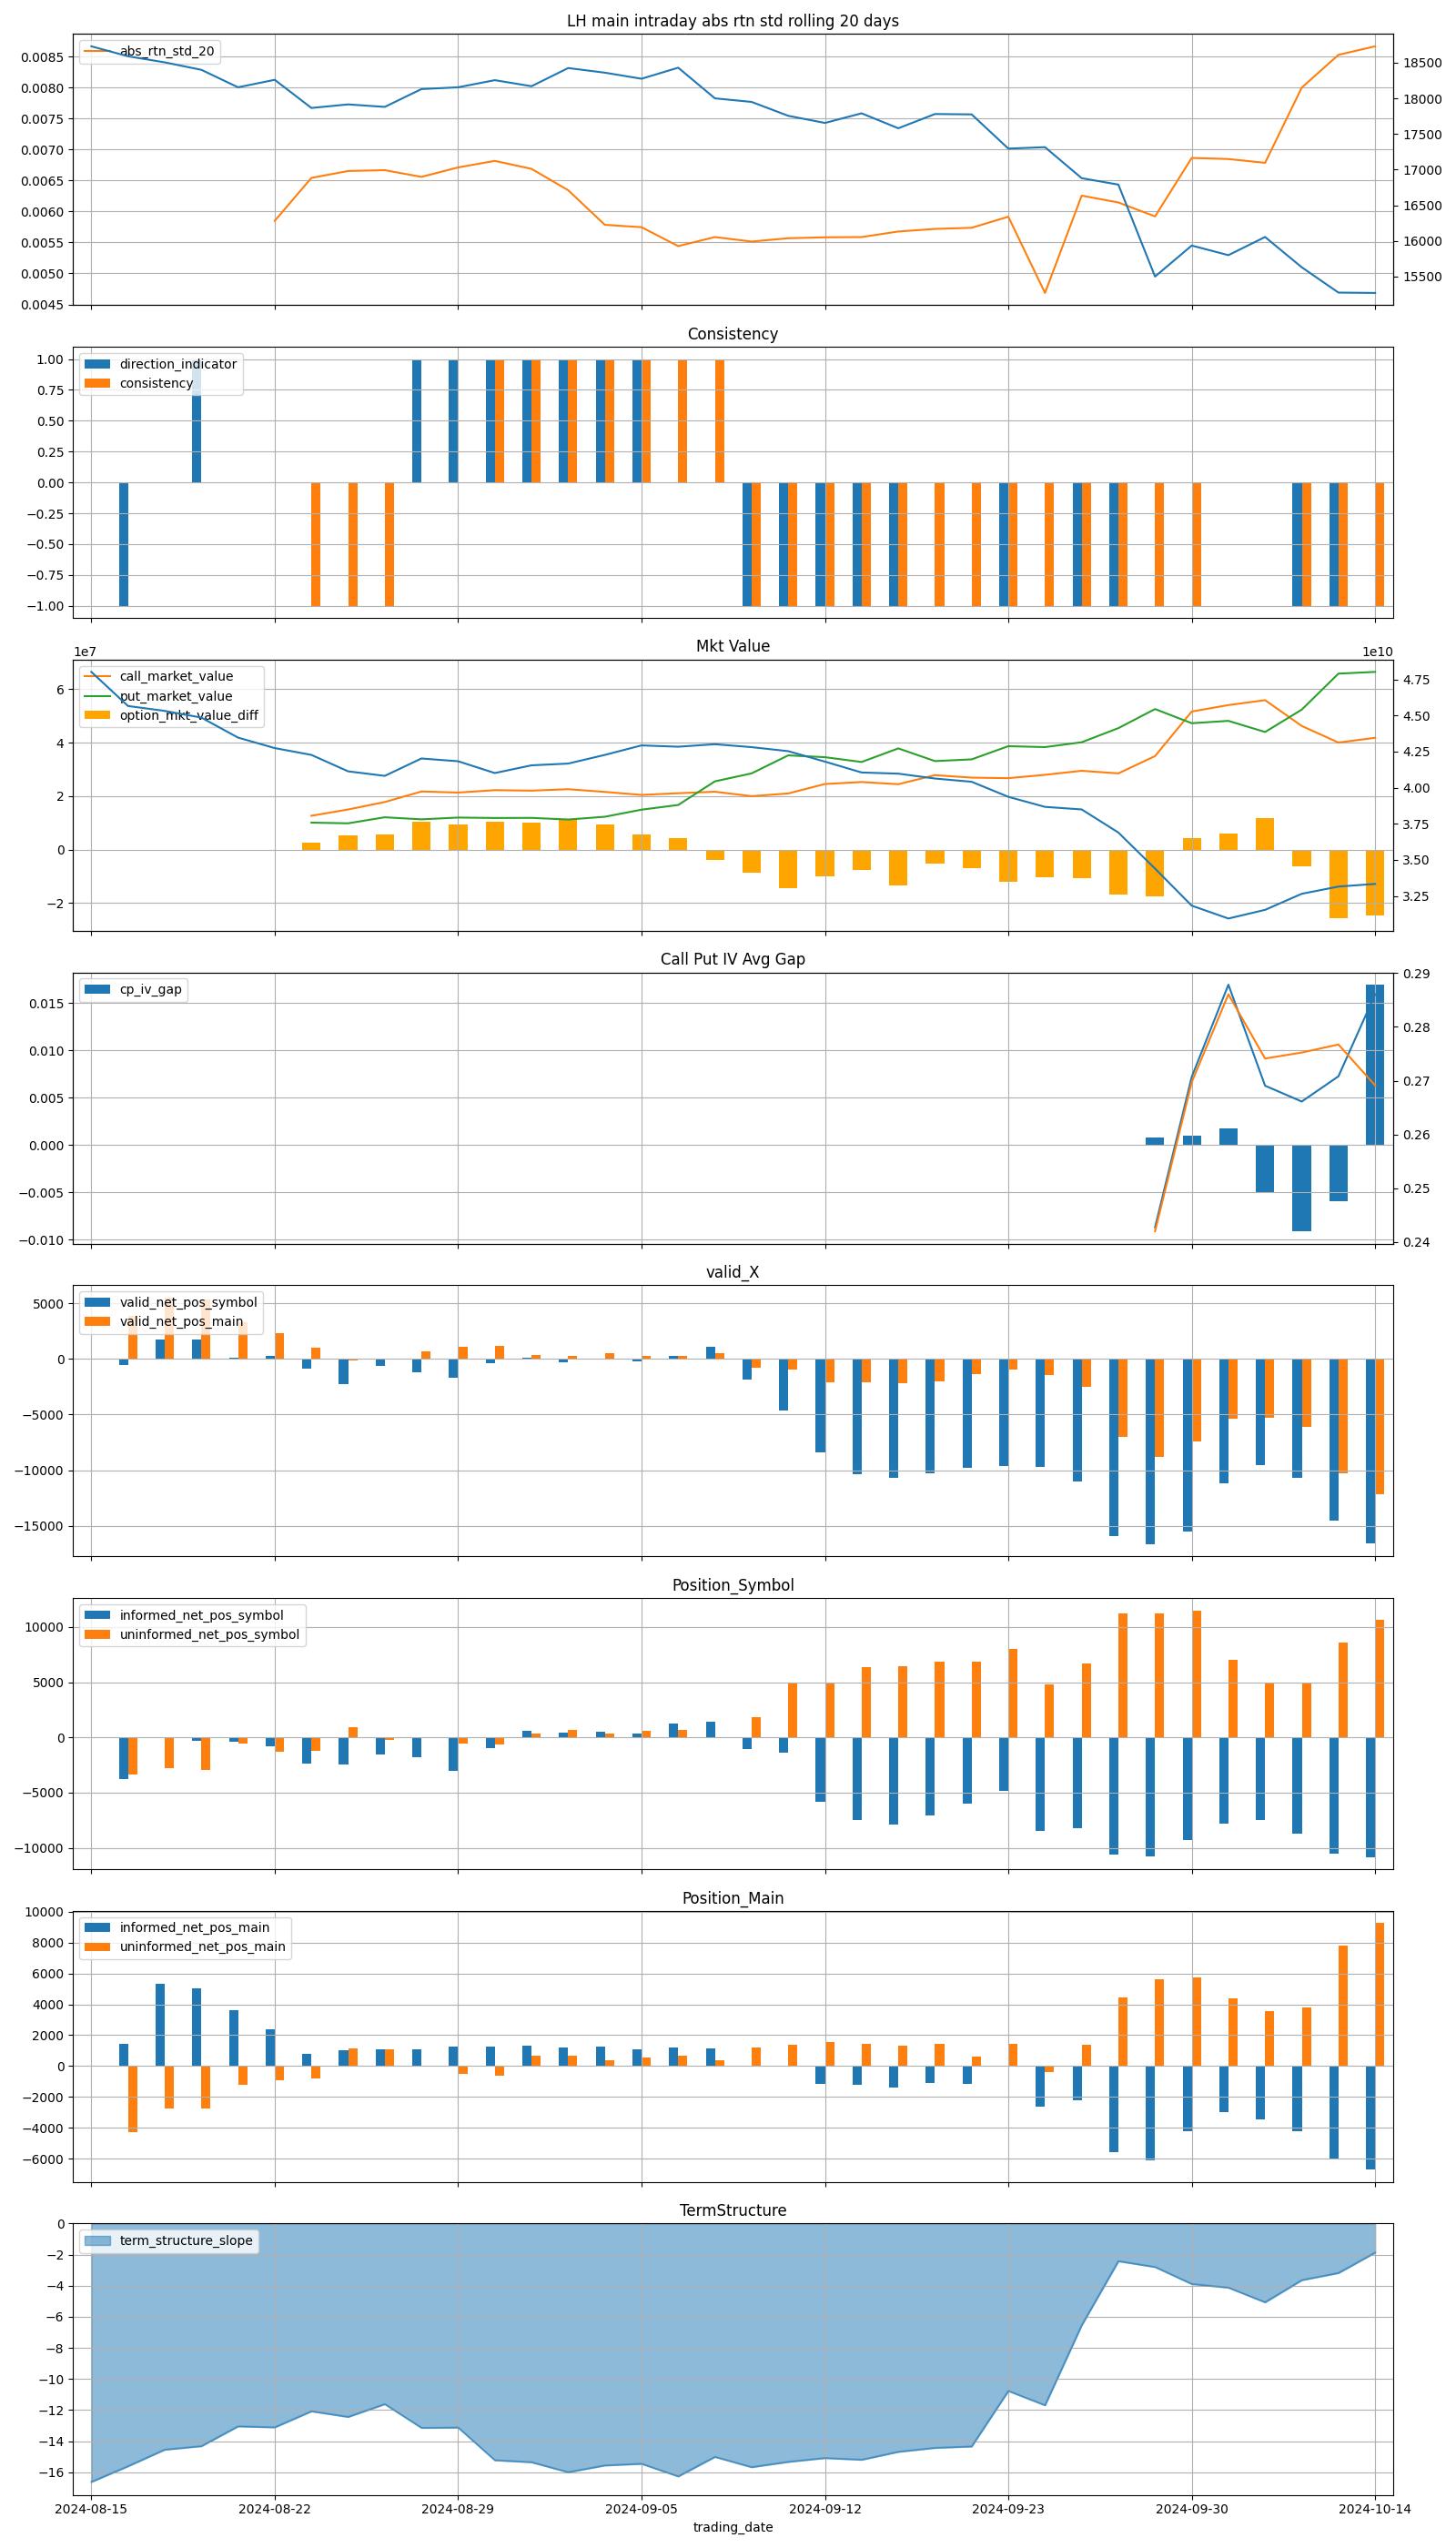 LH main intraday abs rtn std rolling 20 days
abs_rtn_std_20
0.0085
0.0080
0.0075
0.0070
0.0065
0.0060
0.0055
0.0050
0.0045
18500
18000
17500
17000
16500
16000
15500
Consistency
direction_indicator
consistency
1.00
0.75
0.50
0.25
0.00
−0.25
−0.50
−0.75
−1.00
Mkt Value
1e7
1e10
call_market_value
put_market_value
option_mkt_value_diff
6
4
2
0
−2
4.75
4.50
4.25
4.00
3.75
3.50
3.25
Call Put IV Avg Gap
cp_iv_gap
0.015
0.010
0.005
0.000
−0.005
−0.010
0.29
0.28
0.27
0.26
0.25
0.24
valid_X
valid_net_pos_symbol
valid_net_pos_main
5000
0
−5000
−10000
−15000
Position_Symbol
informed_net_pos_symbol
uninformed_net_pos_symbol
10000
5000
0
−5000
−10000
Position_Main
informed_net_pos_main
uninformed_net_pos_main
10000
8000
6000
4000
2000
0
−2000
−4000
−6000
TermStructure
term_structure_slope
0
−2
−4
−6
−8
−10
−12
−14
−16
2024-08-15 2024-08-22 2024-08-29 2024-09-05 2024-09-12 2024-09-23 2024-09-30 2024-10-14
trading_date